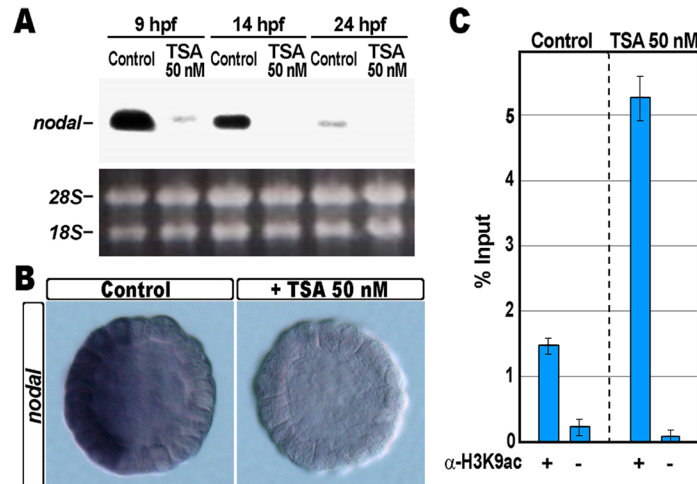 A
9 hpf 14 hpf 24 hpf
Control TSA 50 nM Control TSA 50 nM Control TSA 50 nM
nodal–
28S–
18S–
B
Control + TSA 50 nM
nodal
C
Control TSA 50 nM
% Input
5
4
3
2
1
0
α-H3K9ac + - + -